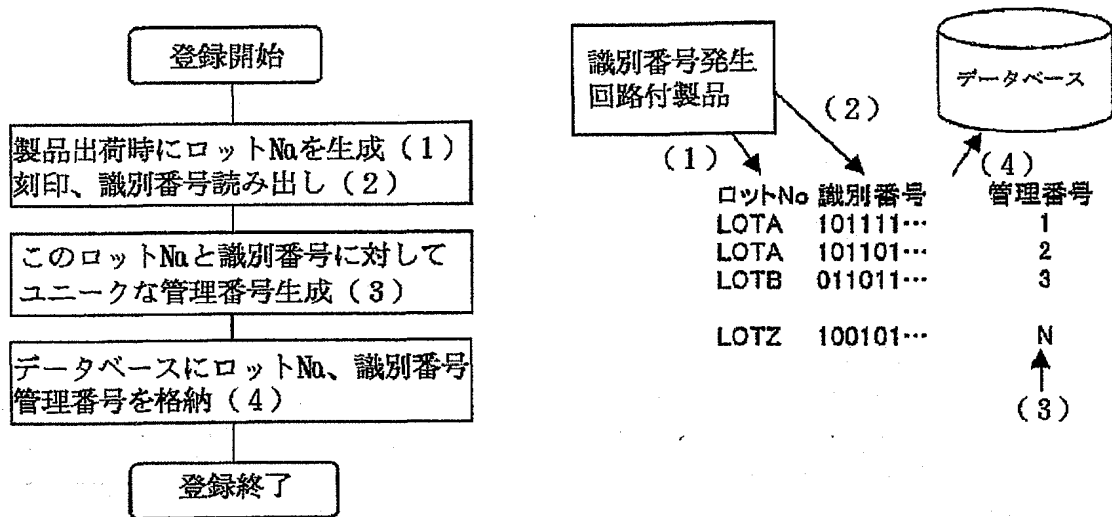 登録開始
製品出荷時にロット№を生成（1）
刻印、識別番号読み出し（2）
このロット№と識別番号に対して
ユニークな管理番号生成（3）
データベースにロット№、識別番号
管理番号を格納（4）
登録終了
識別番号発生
回路付製品
データベース
（1）
（2）
（4）
ロットNo 識別番号 管理番号
LOTA 101111… 1
LOTA 101101… 2
LOTB 011011… 3
LOTZ 100101… N
（3）